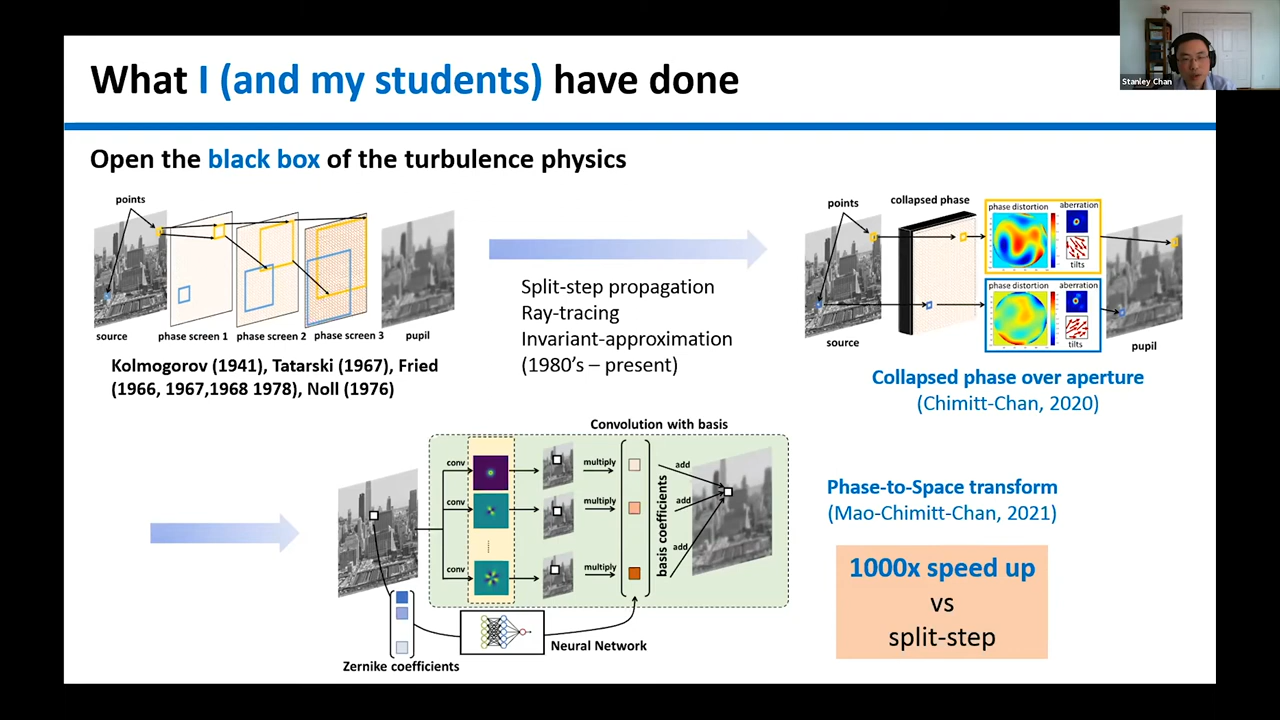 What I (and my students) have done
Stanley Chan
Open the black box of the turbulence physics
points
source
phase screen 1
phase screen 2
phase screen 3
pupil
Kolmogorov (1941), Tatarski (1967), Fried
(1966, 1967,1968 1978), Noll (1976)
Split-step propagation
Ray-tracing
Invariant-approximation
(1980's – present)
points
collapsed phase
phase distortion
aberration
tilts
phase distortion
aberration
tilts
source
pupil
Collapsed phase over aperture
(Chimitt-Chan, 2020)
Convolution with basis
conv
multiply
add
conv
multiply
add
conv
multiply
add
basis coefficients
Neural Network
Zernike coefficients
Phase-to-Space transform
(Mao-Chimitt-Chan, 2021)
1000x speed up
vs
split-step